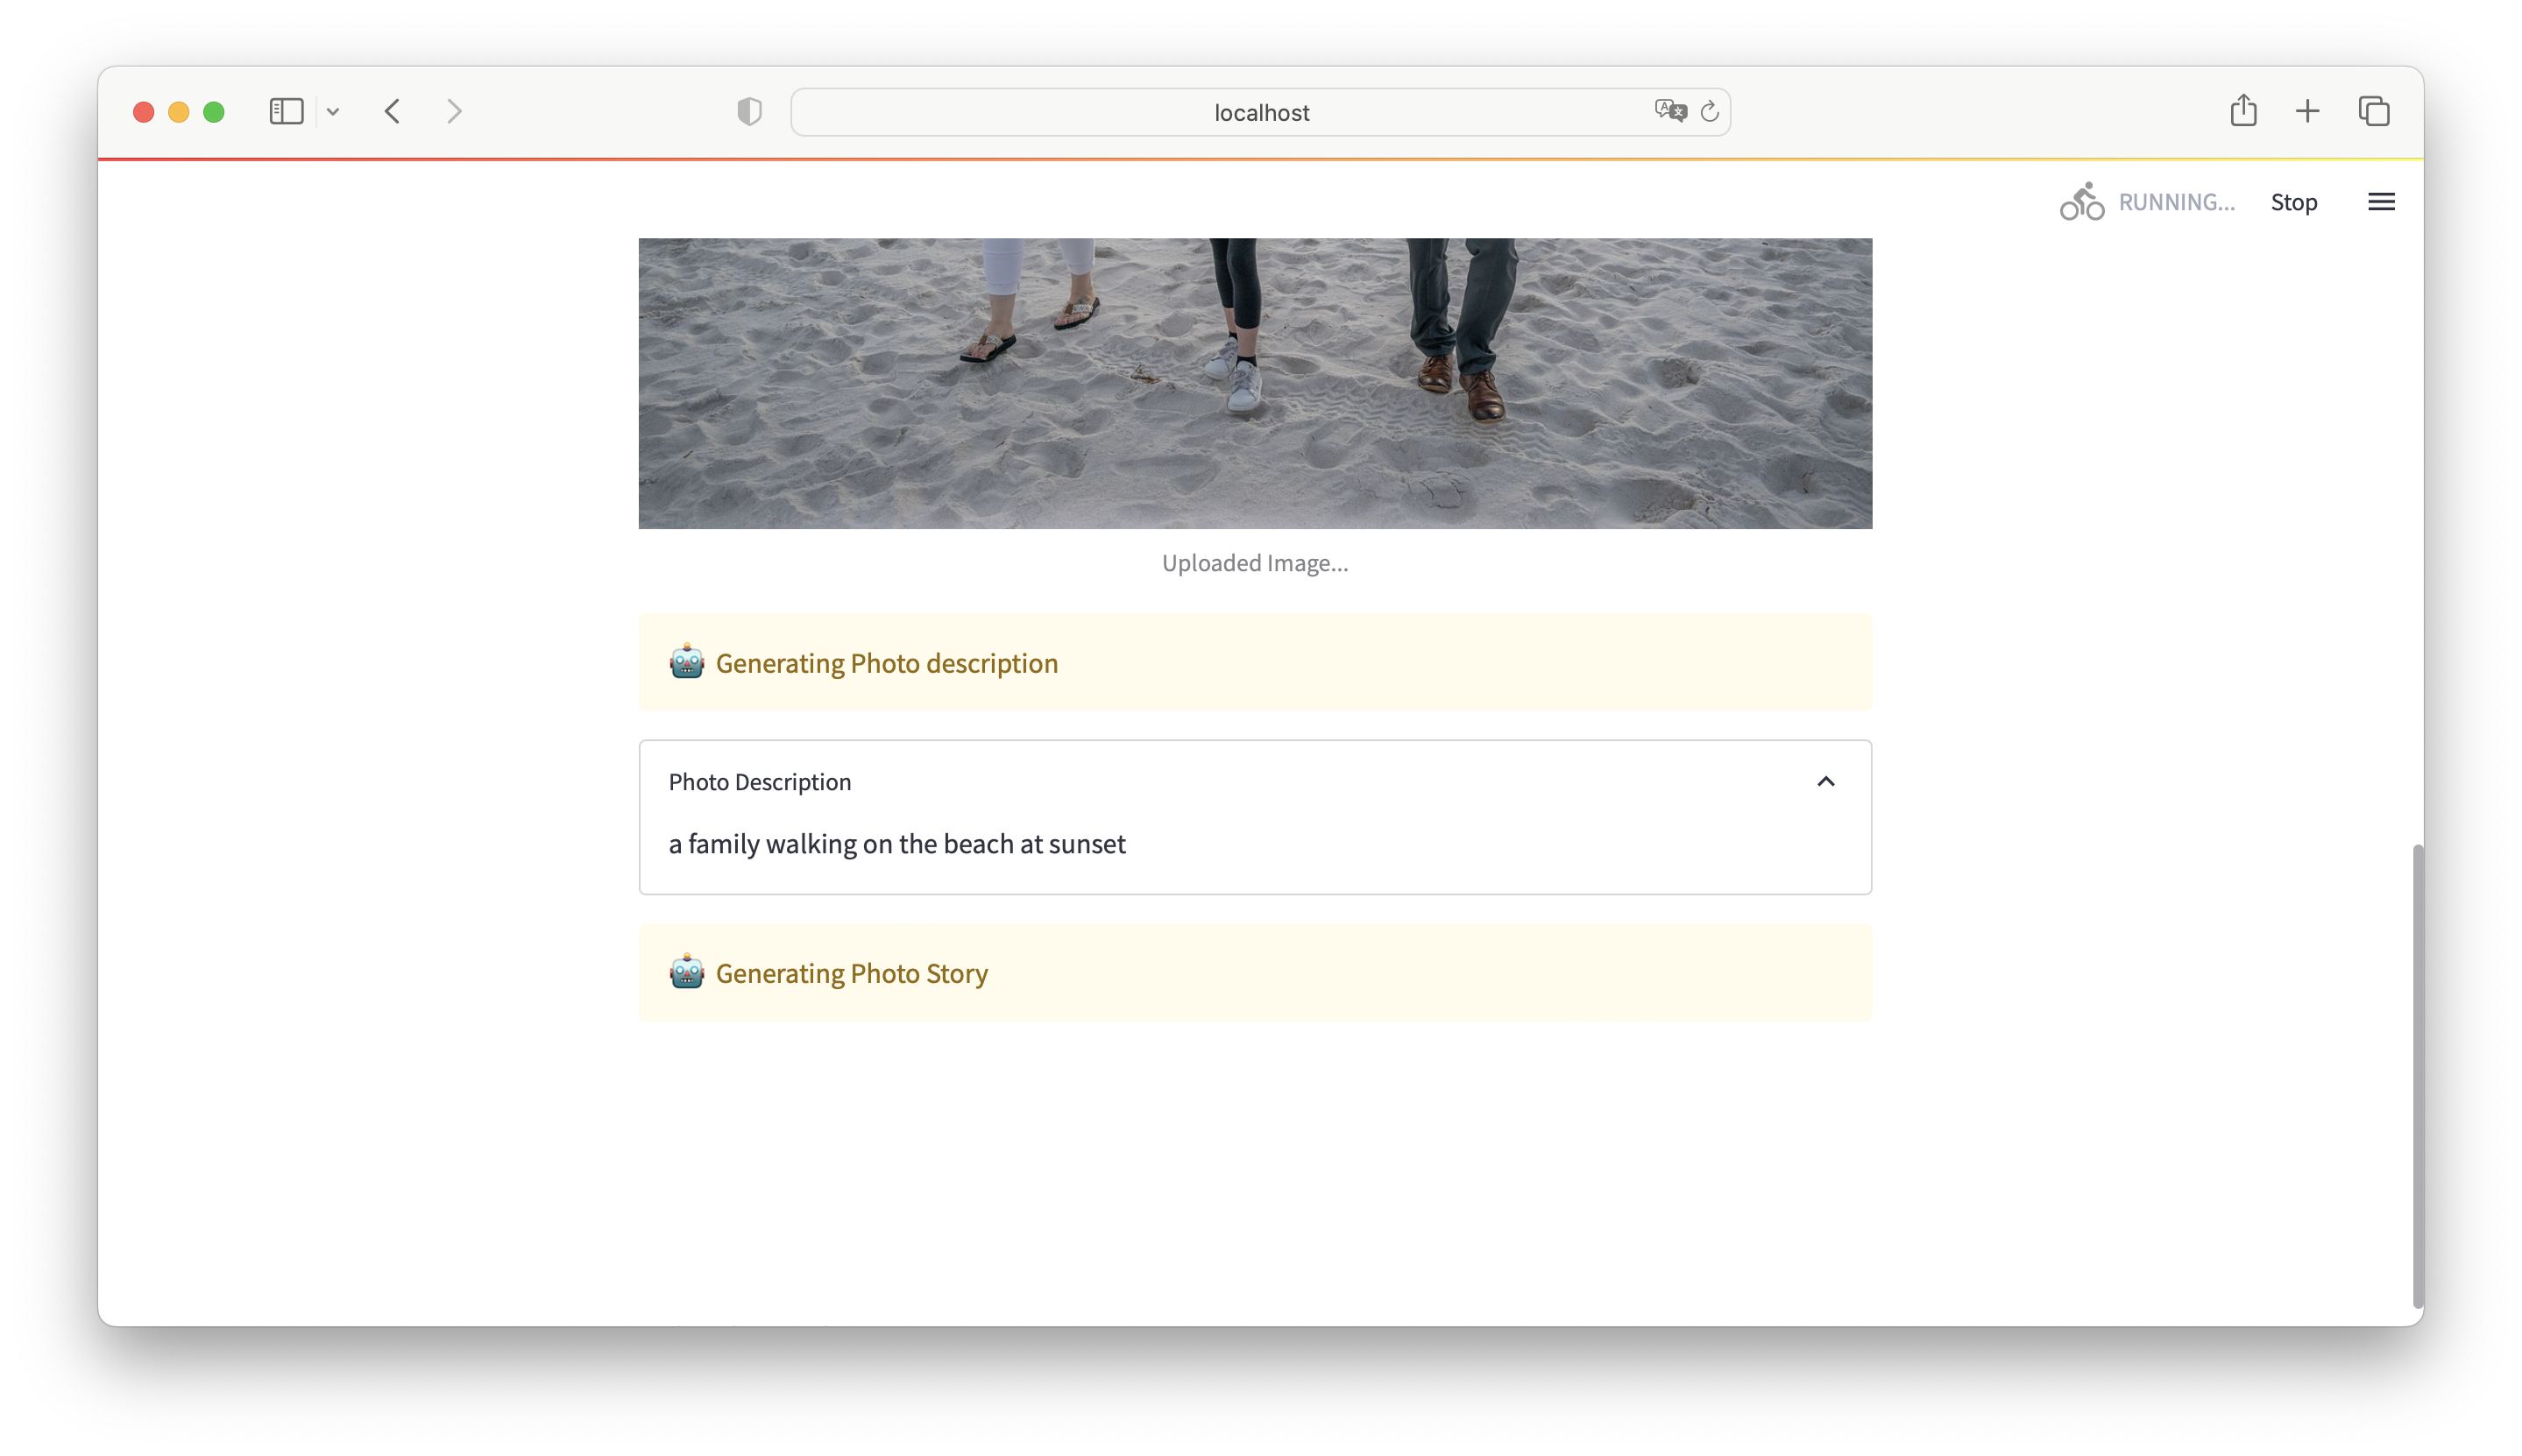 localhost
RUNNING...
Stop
Uploaded Image...
🤖 Generating Photo description
Photo Description
a family walking on the beach at sunset
🤖 Generating Photo Story